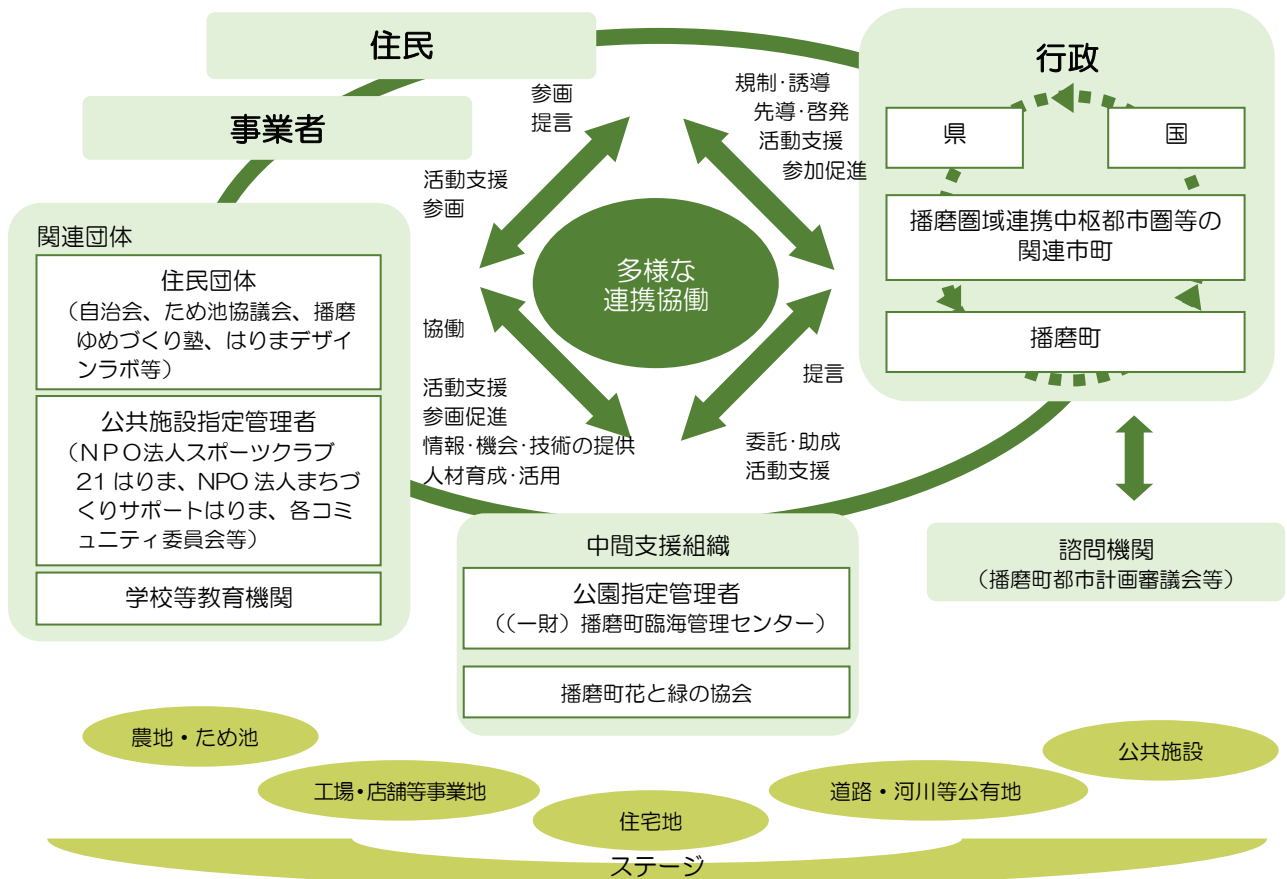 住民
事業者
行政
県
国
播磨圏域連携中枢都市圏等の
関連市町
播磨町
参画
提言
規制・誘導
先導・啓発
活動支援
参加促進
活動支援
参画
多様な
連携協働
協働
提言
活動支援
参画促進
情報・機会・技術の提供
人材育成・活用
委託・助成
活動支援
関連団体
住民団体
（自治会、ため池協議会、播磨
ゆめづくり塾、はりまデザイ
ンラボ等）
公共施設指定管理者
（ＮＰＯ法人スポーツクラブ
21 はりま、NPO 法人まちづ
くりサポートはりま、各コミ
ュニティ委員会等）
学校等教育機関
中間支援組織
公園指定管理者
（（一財）播磨町臨海管理センター）
播磨町花と緑の協会
諮問機関
（播磨町都市計画審議会等）
農地・ため池
工場・店舗等事業地
住宅地
道路・河川等公有地
公共施設
ステージ